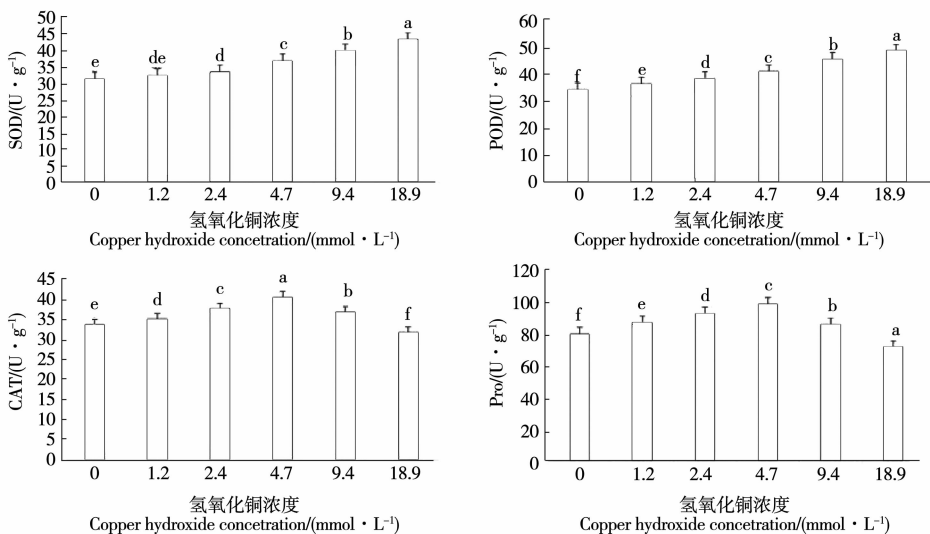 SOD/(U·g⁻¹)
50
45
40
35
30
25
20
15
10
5
0
e
de
d
c
b
a
0 1.2 2.4 4.7 9.4 18.9
氢氧化铜浓度
Copper hydroxide concetration/(mmol·L⁻¹)
POD/(U·g⁻¹)
60
50
40
30
20
10
0
f
e
d
c
b
a
0 1.2 2.4 4.7 9.4 18.9
氢氧化铜浓度
Copper hydroxide concetration/(mmol·L⁻¹)
CAT/(U·g⁻¹)
45
40
35
30
25
20
15
10
5
0
e
d
c
a
b
f
0 1.2 2.4 4.7 9.4 18.9
氢氧化铜浓度
Copper hydroxide concetration/(mmol·L⁻¹)
Pro/(U·g⁻¹)
120
100
80
60
40
20
0
f
e
d
c
b
a
0 1.2 2.4 4.7 9.4 18.9
氢氧化铜浓度
Copper hydroxide concetration/(mmol·L⁻¹)